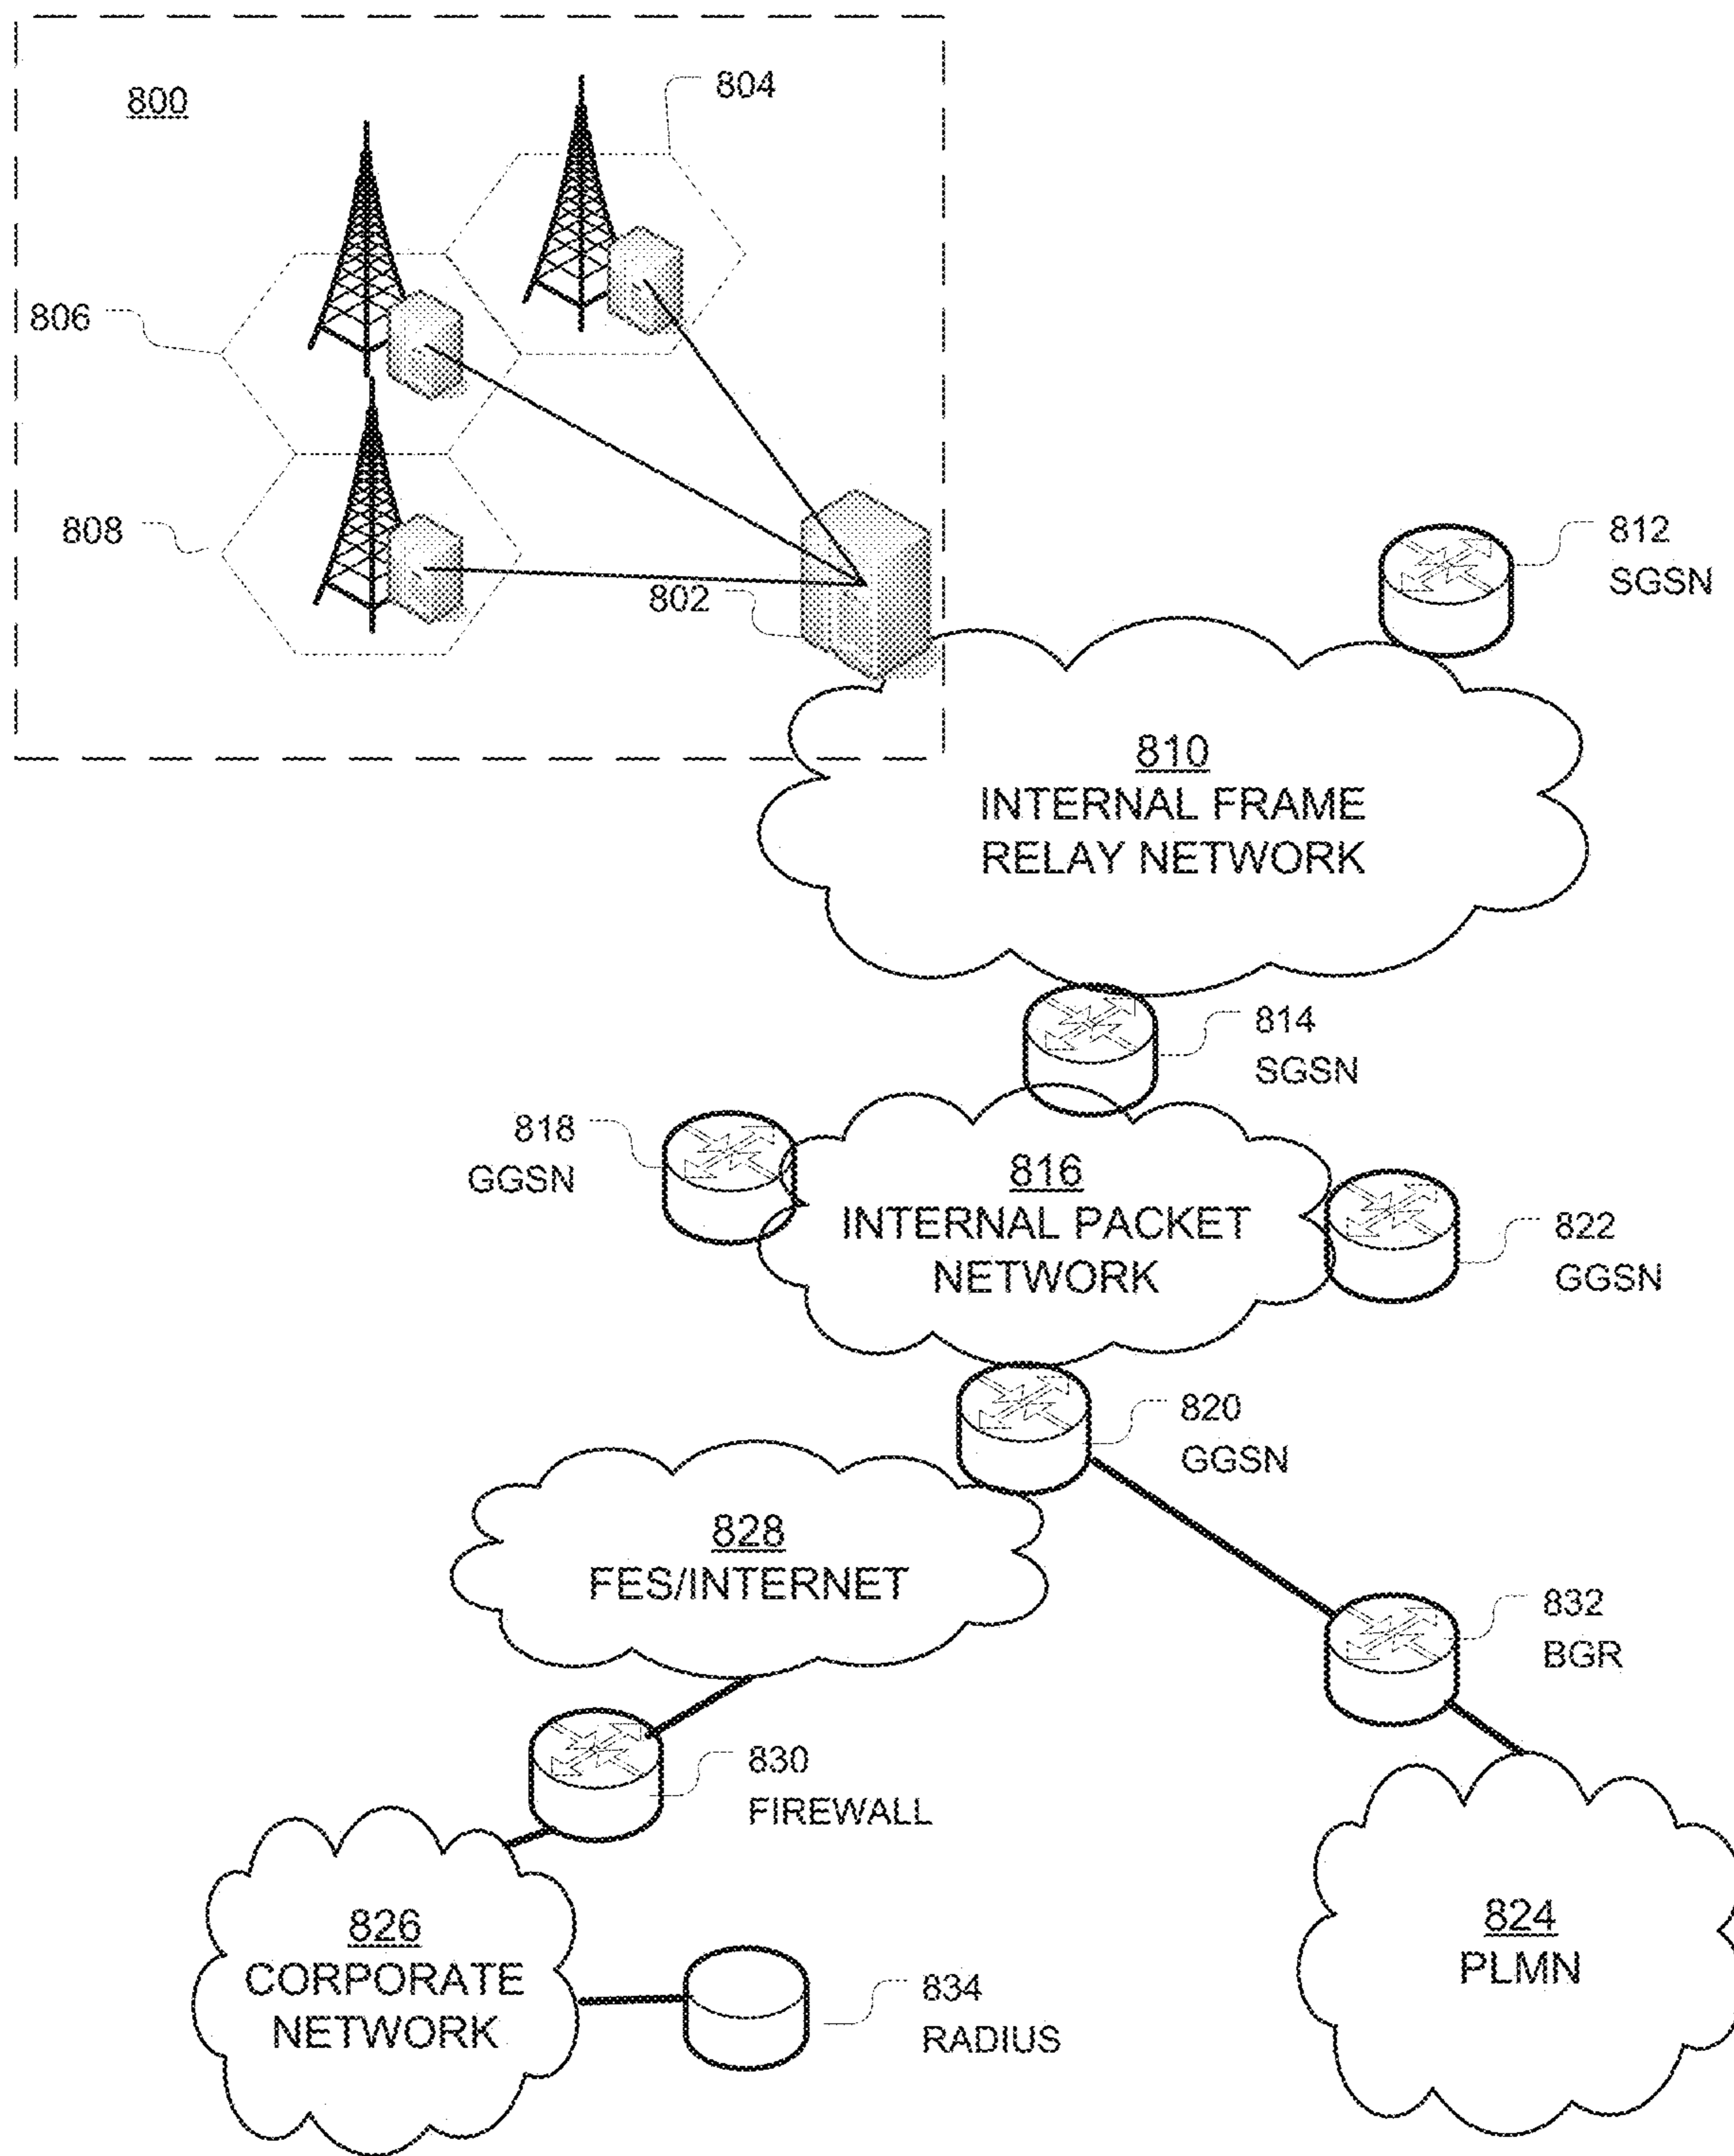 800
804
806
808
802
812
SGSN
810
INTERNAL FRAME
RELAY NETWORK
814
SGSN
818
GGSN
816
INTERNAL PACKET
NETWORK
822
GGSN
820
GGSN
828
FES/INTERNET
832
BGR
830
FIREWALL
826
CORPORATE
NETWORK
834
RADIUS
824
PLMN